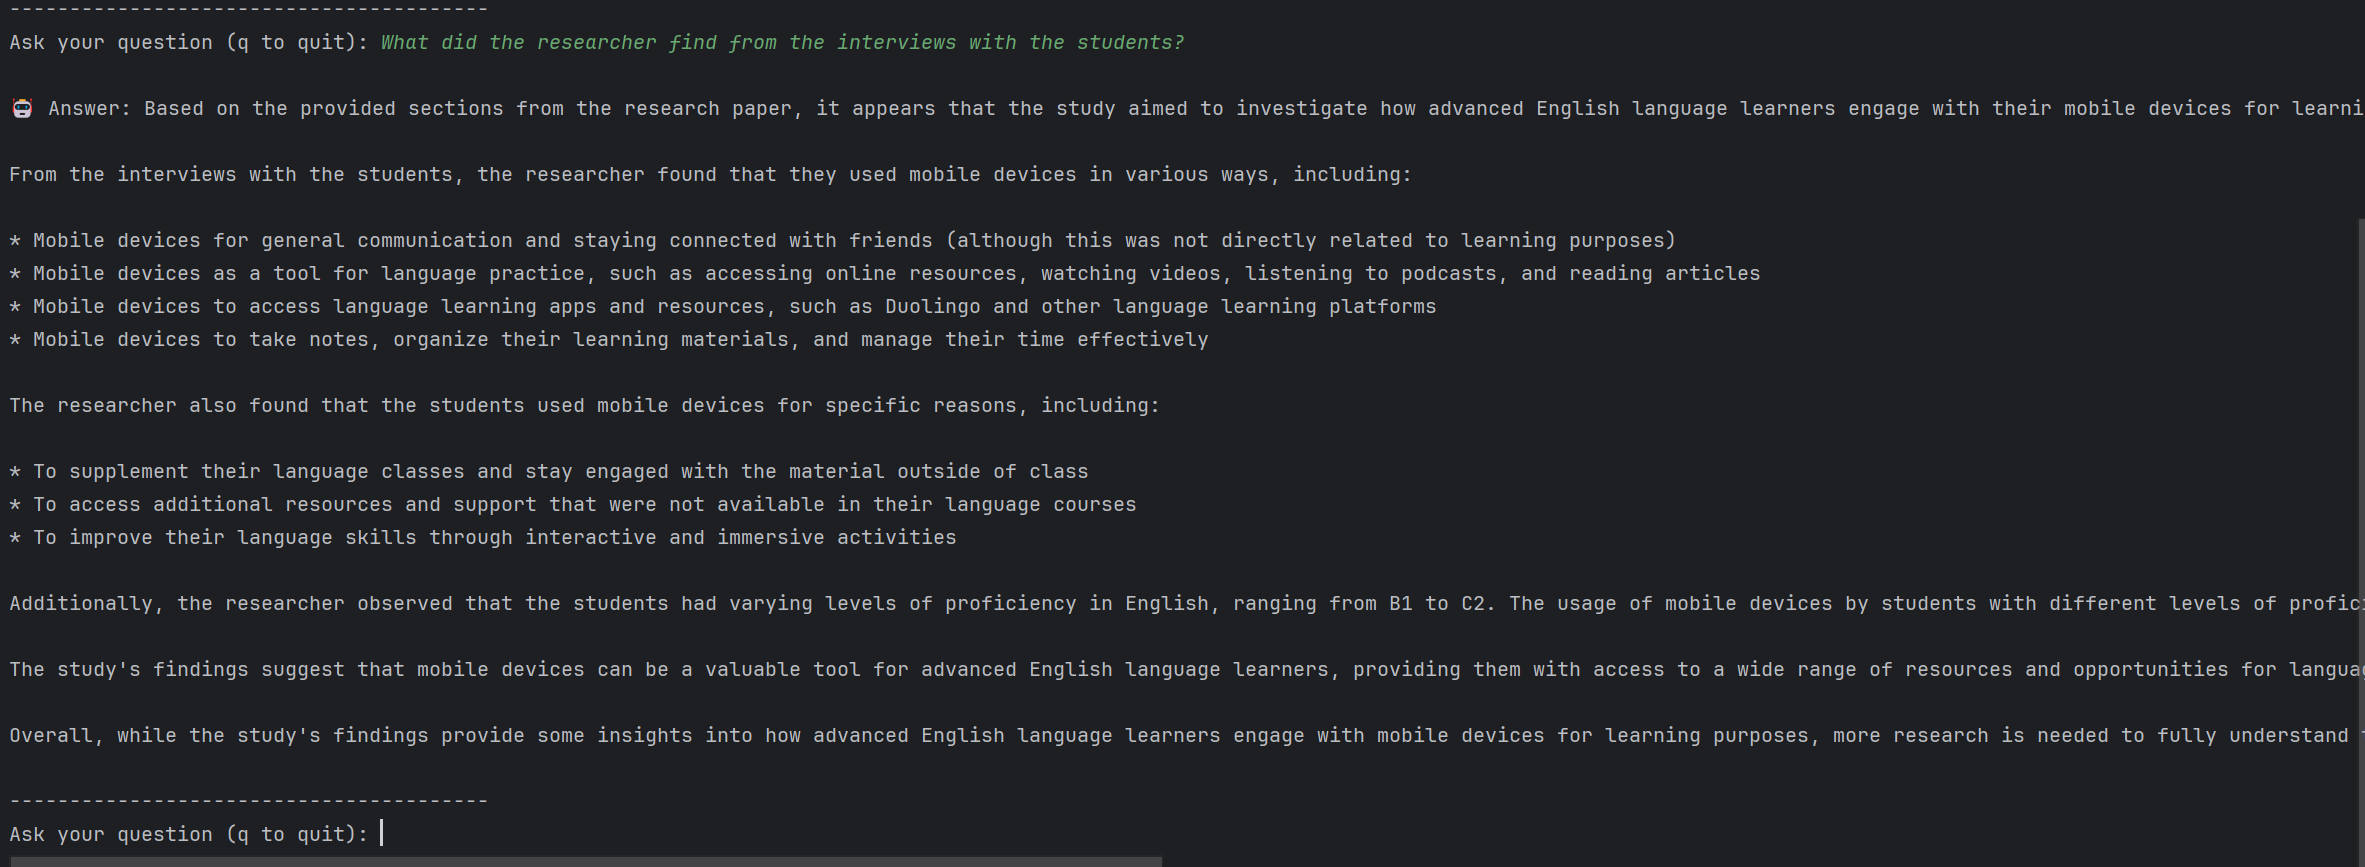 ----------------------------------------
Ask your question (q to quit): What did the researcher find from the interviews with the students?
🤖 Answer: Based on the provided sections from the research paper, it appears that the study aimed to investigate how advanced English language learners engage with their mobile devices for learni
From the interviews with the students, the researcher found that they used mobile devices in various ways, including:
* Mobile devices for general communication and staying connected with friends (although this was not directly related to learning purposes)
* Mobile devices as a tool for language practice, such as accessing online resources, watching videos, listening to podcasts, and reading articles
* Mobile devices to access language learning apps and resources, such as Duolingo and other language learning platforms
* Mobile devices to take notes, organize their learning materials, and manage their time effectively
The researcher also found that the students used mobile devices for specific reasons, including:
* To supplement their language classes and stay engaged with the material outside of class
* To access additional resources and support that were not available in their language courses
* To improve their language skills through interactive and immersive activities
Additionally, the researcher observed that the students had varying levels of proficiency in English, ranging from B1 to C2. The usage of mobile devices by students with different levels of profic
The study's findings suggest that mobile devices can be a valuable tool for advanced English language learners, providing them with access to a wide range of resources and opportunities for langua
Overall, while the study's findings provide some insights into how advanced English language learners engage with mobile devices for learning purposes, more research is needed to fully understand
----------------------------------------
Ask your question (q to quit):